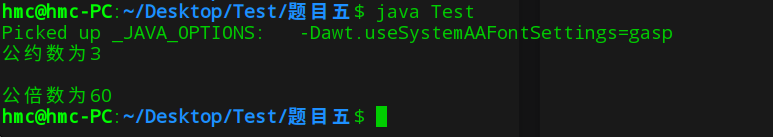 hmc@hmc-PC:~/Desktop/Test/题目五$ java Test
Picked up _JAVA_OPTIONS:   -Dawt.useSystemAAFontSettings=gasp
公约数为3
公倍数为60
hmc@hmc-PC:~/Desktop/Test/题目五$